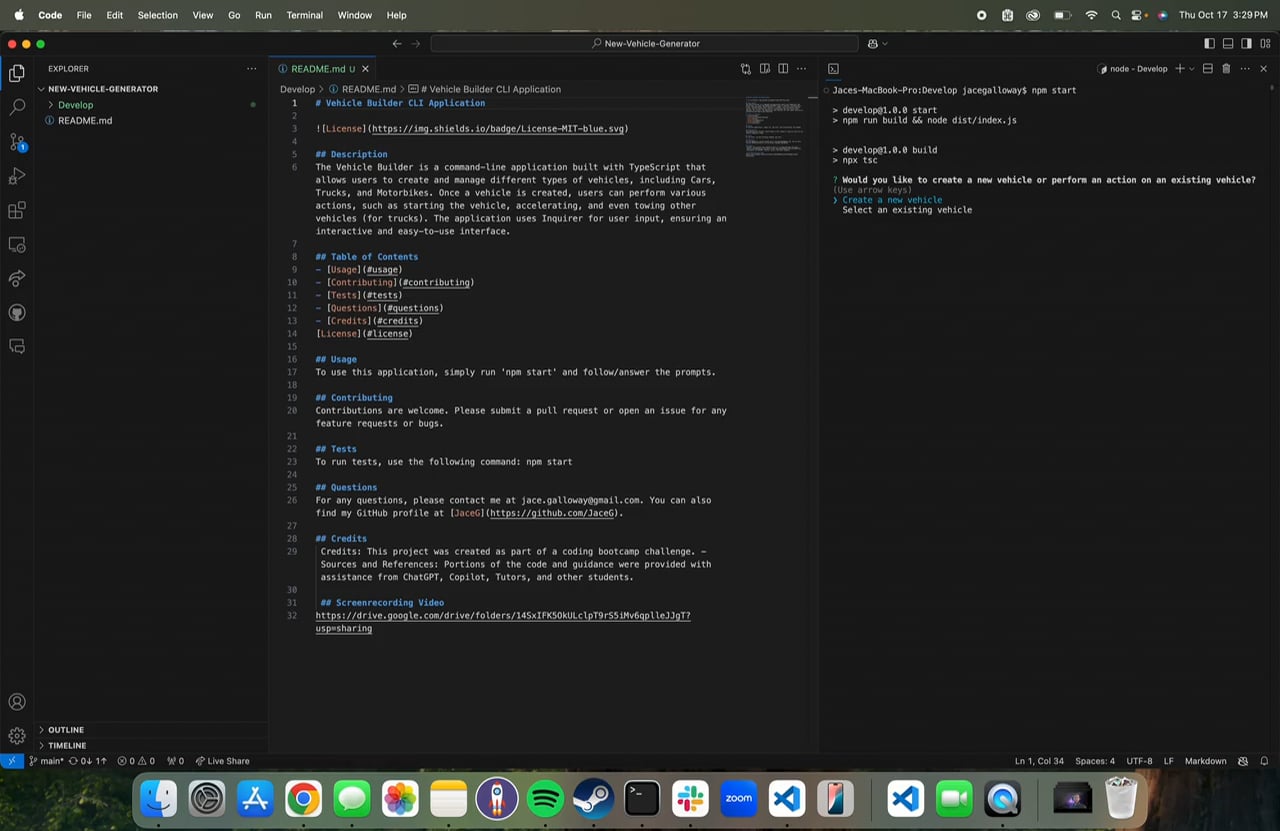 Code File Edit Selection View Go Run Terminal Window Help
Thu Oct 17 3:29 PM
New-Vehicle-Generator
EXPLORER
NEW-VEHICLE-GENERATOR
Develop
README.md
OUTLINE
TIMELINE
README.md U
Develop > README.md > # Vehicle Builder CLI Application
1 # Vehicle Builder CLI Application
2
3 ![License](https://img.shields.io/badge/License-MIT-blue.svg)
4
5 ## Description
6 The Vehicle Builder is a command-line application built with TypeScript that
allows users to create and manage different types of vehicles, including Cars,
Trucks, and Motorbikes. Once a vehicle is created, users can perform various
actions, such as starting the vehicle, accelerating, and even towing other
vehicles (for trucks). The application uses Inquirer for user input, ensuring an
interactive and easy-to-use interface.
7
8 ## Table of Contents
9 - [Usage](#usage)
10 - [Contributing](#contributing)
11 - [Tests](#tests)
12 - [Questions](#questions)
13 - [Credits](#credits)
14 [License](#license)
15
16 ## Usage
17 To use this application, simply run 'npm start' and follow/answer the prompts.
18
19 ## Contributing
20 Contributions are welcome. Please submit a pull request or open an issue for any
feature requests or bugs.
21
22 ## Tests
23 To run tests, use the following command: npm start
24
25 ## Questions
26 For any questions, please contact me at jace.galloway@gmail.com. You can also
find my GitHub profile at [JaceG](https://github.com/JaceG).
27
28 ## Credits
29 Credits: This project was created as part of a coding bootcamp challenge. -
Sources and References: Portions of the code and guidance were provided with
assistance from ChatGPT, Copilot, Tutors, and other students.
30
31 ## Screenrecording Video
32 https://drive.google.com/drive/folders/14SxIFK5OkULclpT9rS5iMv6qplleJJgT?
usp=sharing
node - Develop
Jaces-MacBook-Pro:Develop jacegalloway$ npm start
> develop@1.0.0 start
> npm run build && node dist/index.js
> develop@1.0.0 build
> npx tsc
? Would you like to create a new vehicle or perform an action on an existing vehicle?
(Use arrow keys)
❯ Create a new vehicle
Select an existing vehicle
1
main* 0↓ 1↑ 0 0 0 Live Share
Ln 1, Col 34 Spaces: 4 UTF-8 LF Markdown
zoom